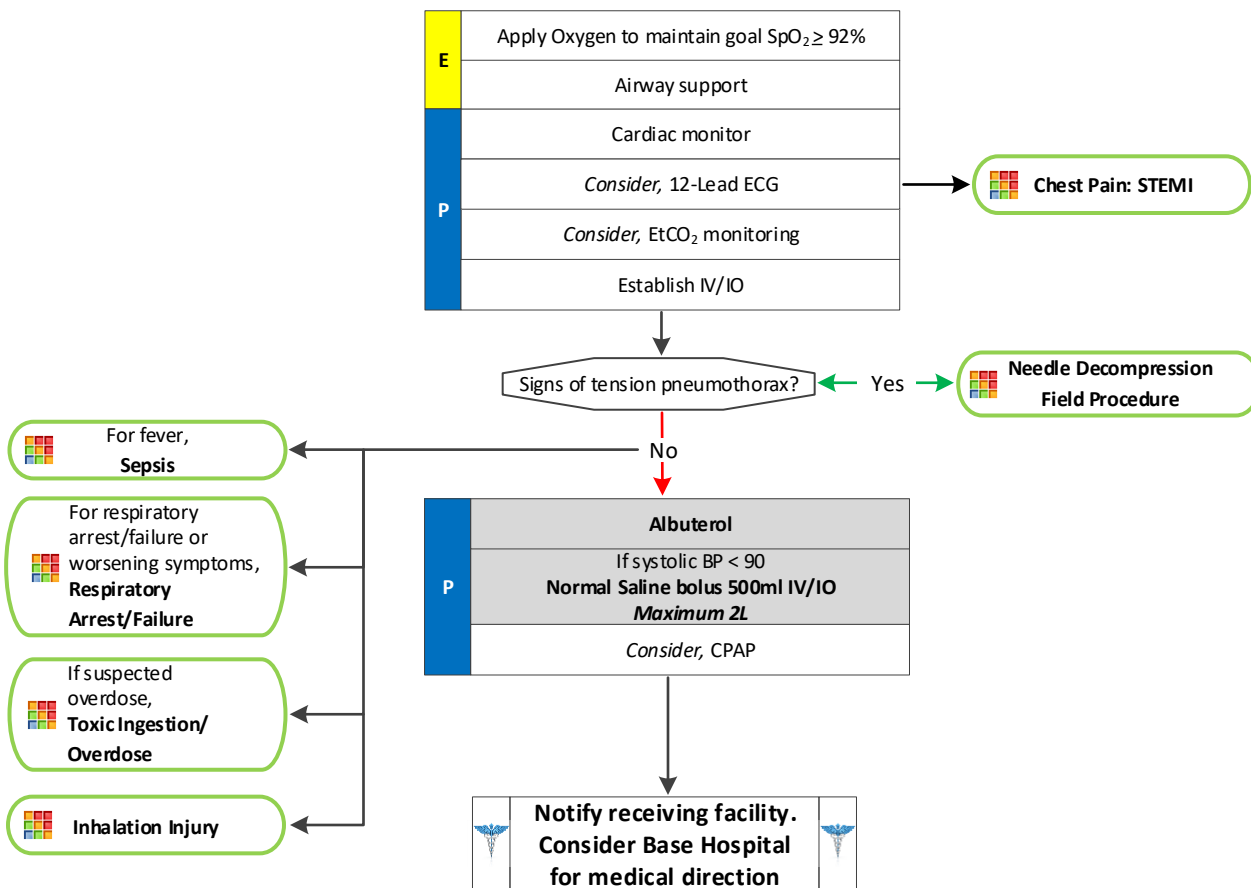 Apply Oxygen to maintain goal SpO₂ ≥ 92%
E
Airway support
Cardiac monitor
Consider, 12-Lead ECG
Chest Pain: STEMI
P
Consider, EtCO₂ monitoring
Establish IV/IO
Signs of tension pneumothorax?
Yes
Needle Decompression
Field Procedure
No
For fever,
Sepsis
For respiratory
arrest/failure or
worsening symptoms,
Respiratory
Arrest/Failure
If suspected
overdose,
Toxic Ingestion/
Overdose
Inhalation Injury
P
Albuterol
If systolic BP < 90
Normal Saline bolus 500ml IV/IO
Maximum 2L
Consider, CPAP
Notify receiving facility.
Consider Base Hospital
for medical direction